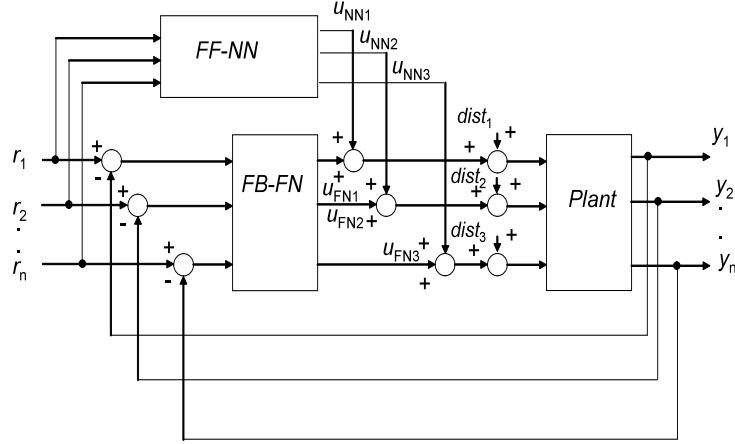 u_NN1
u_NN2
u_NN3
FF-NN
dist_1
dist_2
dist_3
r_1
r_2
.
.
r_n
+
-
+
-
+
-
FB-FN
u_FN1
u_FN2
u_FN3
+
+
+
+
+
+
+
+
+
+
+
+
Plant
y_1
y_2
.
.
y_n